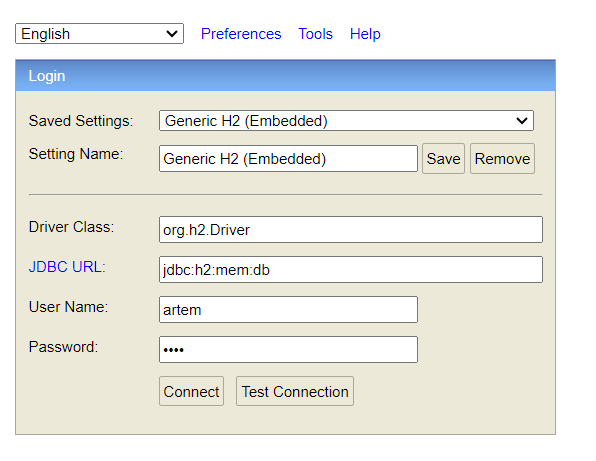 English Preferences Tools Help
Login
Saved Settings: Generic H2 (Embedded)
Setting Name: Generic H2 (Embedded) Save Remove
Driver Class: org.h2.Driver
JDBC URL: jdbc:h2:mem:db
User Name: artem
Password: ••••
Connect Test Connection